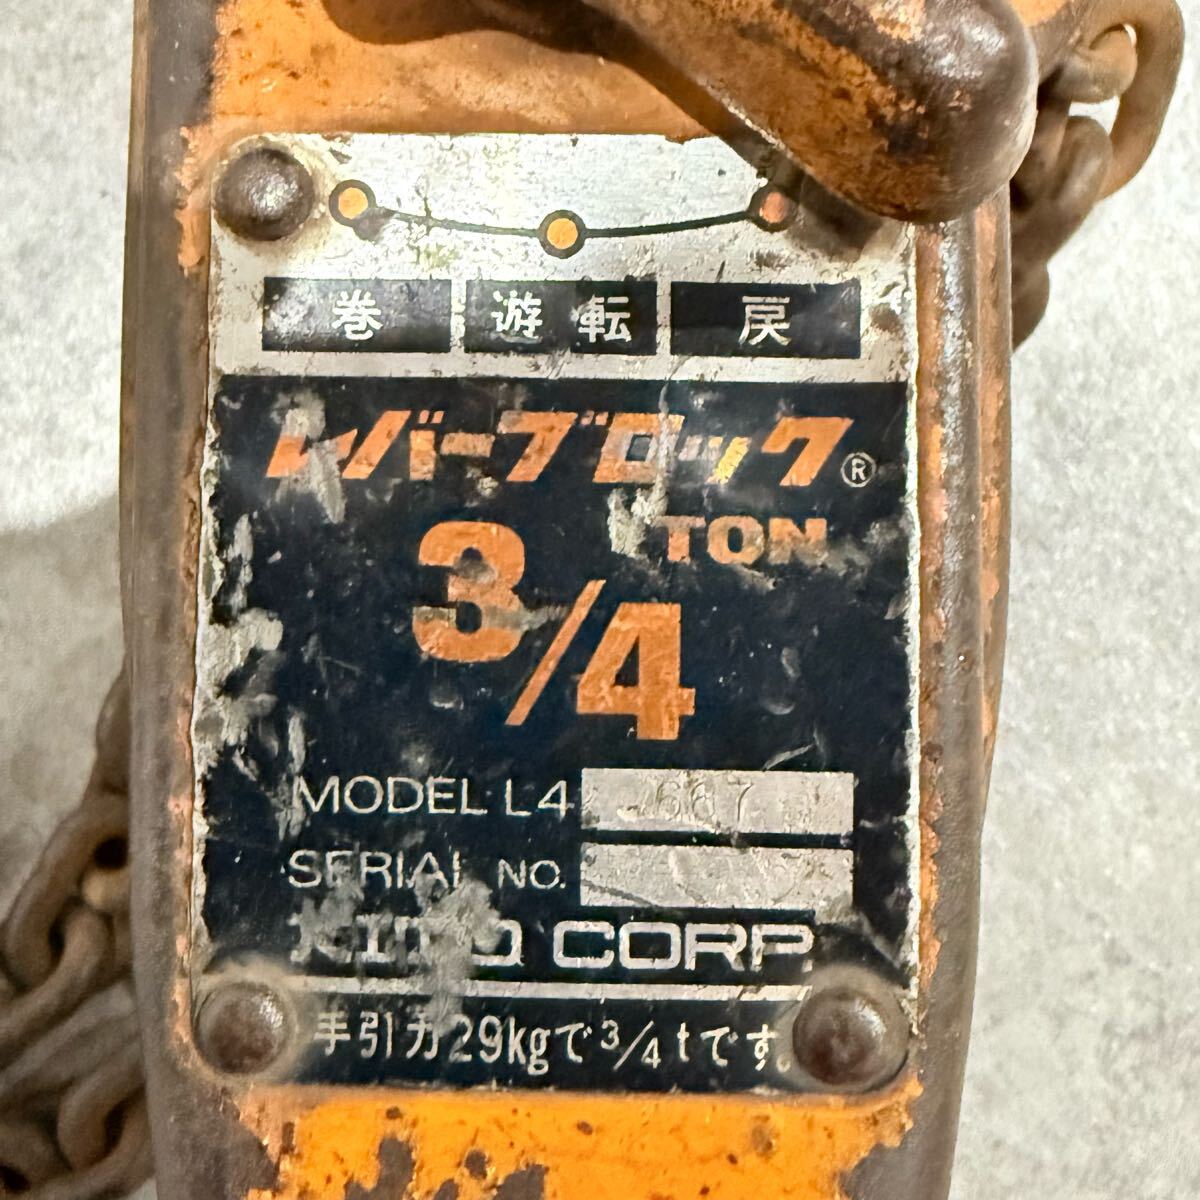 巻 遊転 戻
レバーブロック®
3/4 TON
MODEL L4
SERIAL NO.
KITO CORP.
手引力29kgで3/4tです。